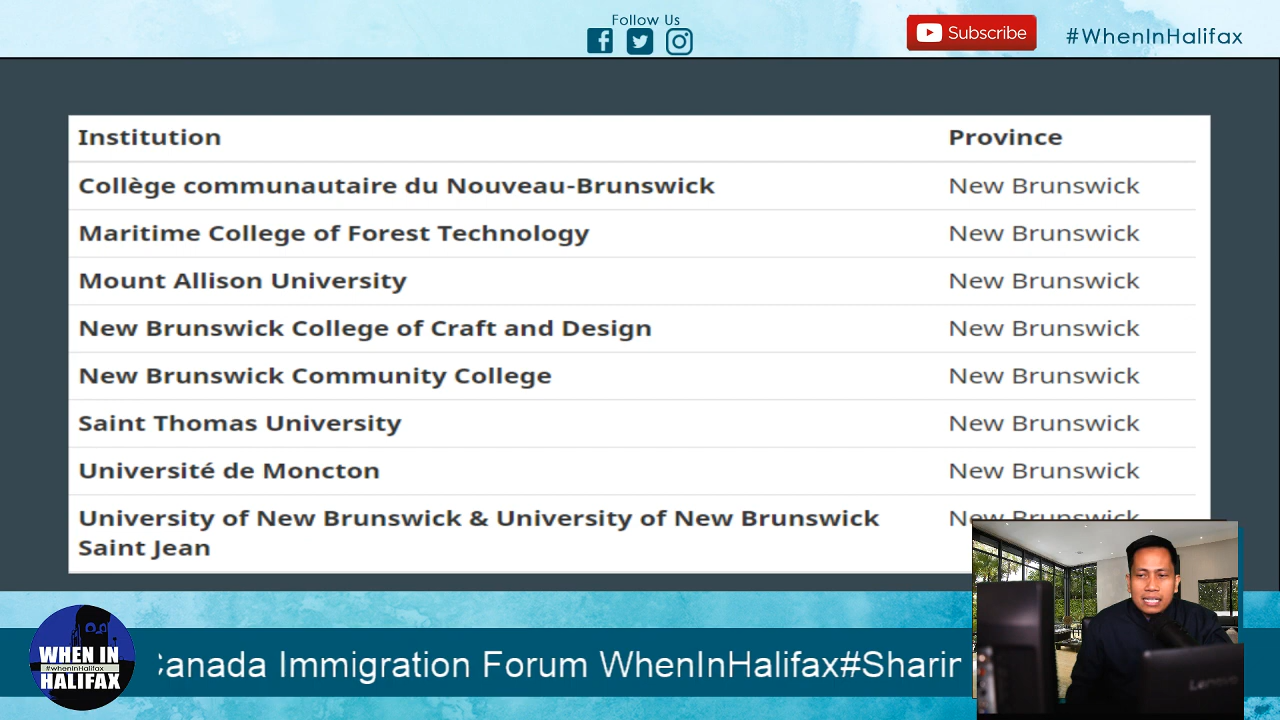 Follow Us
Subscribe
#WhenInHalifax
Institution Province
Collège communautaire du Nouveau-Brunswick New Brunswick
Maritime College of Forest Technology New Brunswick
Mount Allison University New Brunswick
New Brunswick College of Craft and Design New Brunswick
New Brunswick Community College New Brunswick
Saint Thomas University New Brunswick
Université de Moncton New Brunswick
University of New Brunswick & University of New Brunswick New Brunswick
Saint Jean
WHEN IN
#whenInHalifax
HALIFAX
Canada Immigration Forum WhenInHalifax#Sharin
Lenovo